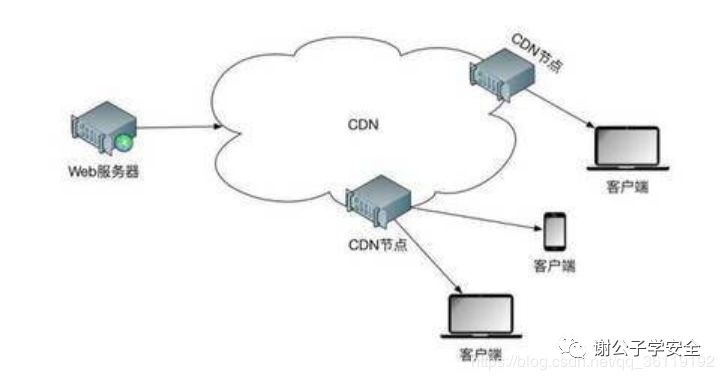 CDN节点
CDN
Web服务器
客户端
CDN节点
客户端
客户端
谢公子学安全
https://blog.csdn.net/qq_36119192